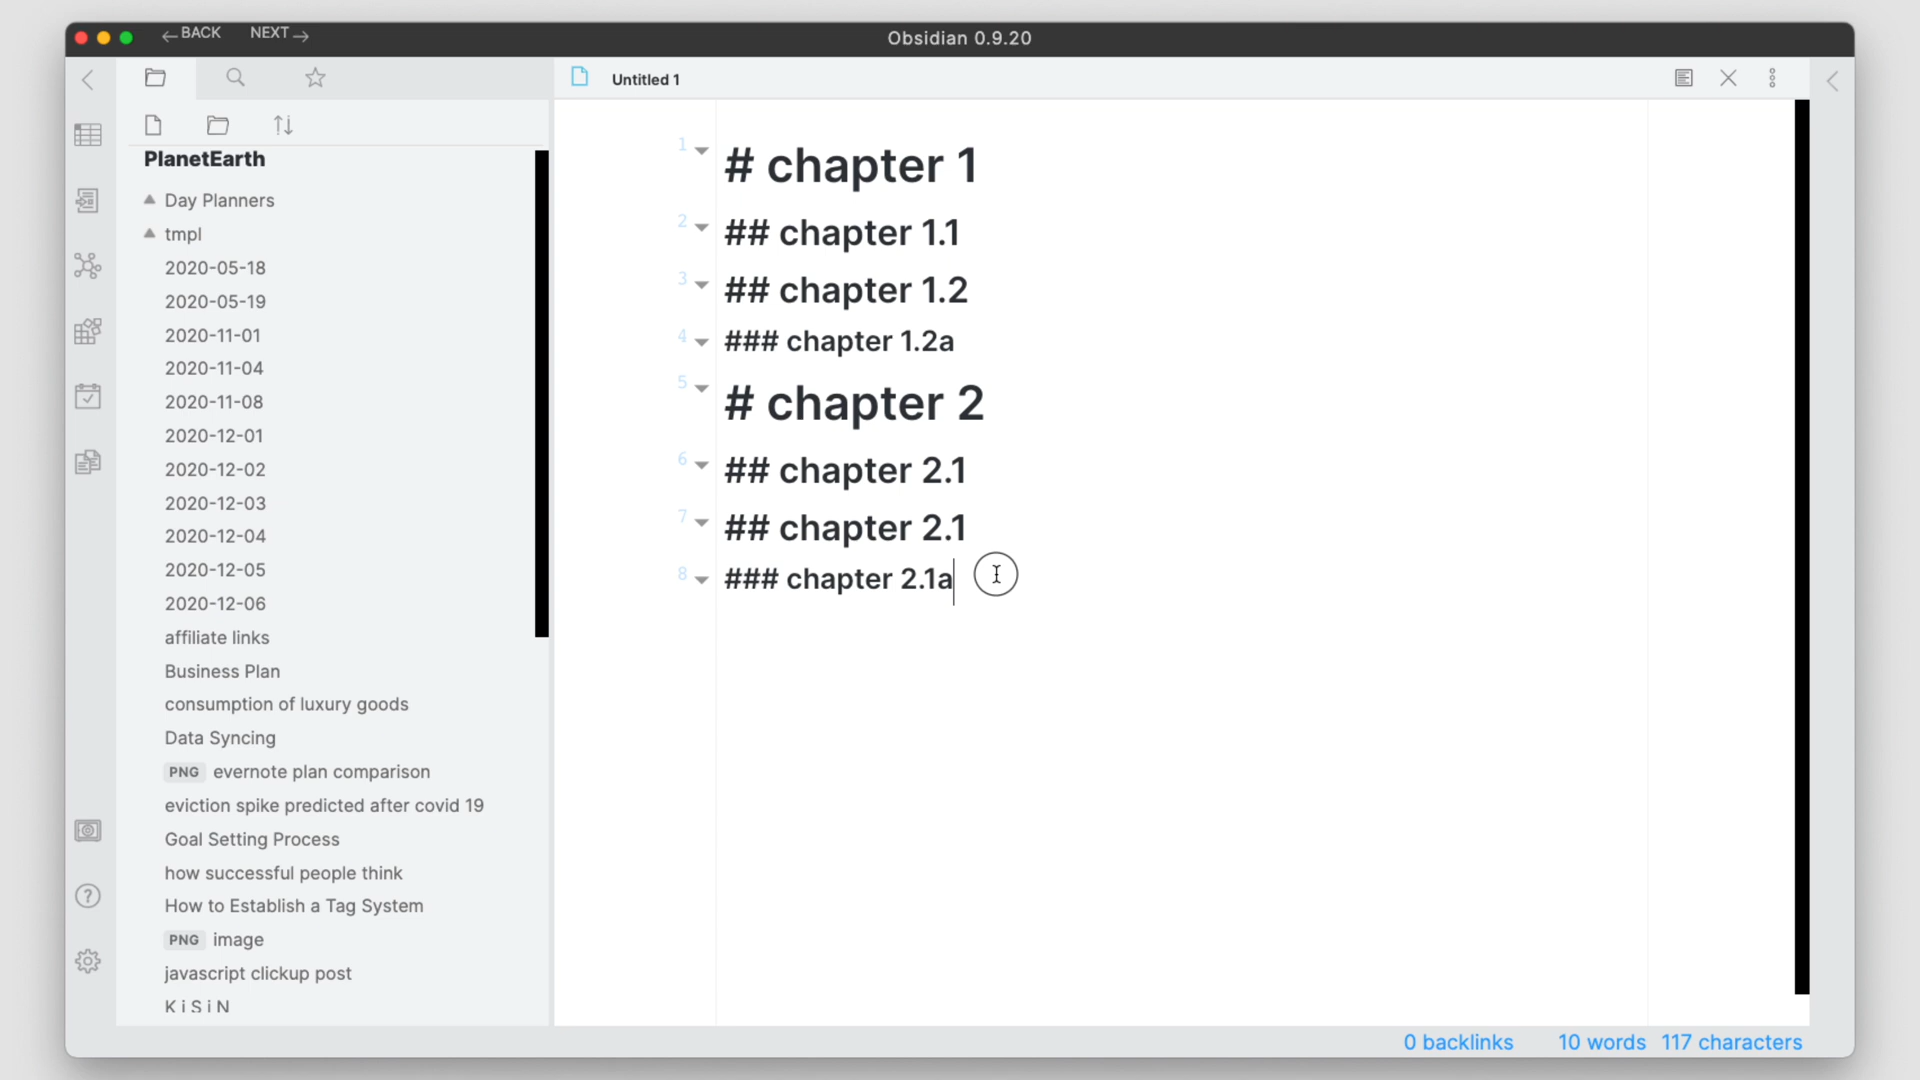 BACK NEXT
Obsidian 0.9.20
Untitled 1
PlanetEarth
Day Planners
tmpl
2020-05-18
2020-05-19
2020-11-01
2020-11-04
2020-11-08
2020-12-01
2020-12-02
2020-12-03
2020-12-04
2020-12-05
2020-12-06
affiliate links
Business Plan
consumption of luxury goods
Data Syncing
PNG evernote plan comparison
eviction spike predicted after covid 19
Goal Setting Process
how successful people think
How to Establish a Tag System
PNG image
javascript clickup post
K i S i N
1 # chapter 1
2 ## chapter 1.1
3 ## chapter 1.2
4 ### chapter 1.2a
5 # chapter 2
6 ## chapter 2.1
7 ## chapter 2.1
8 ### chapter 2.1a
0 backlinks 10 words 117 characters